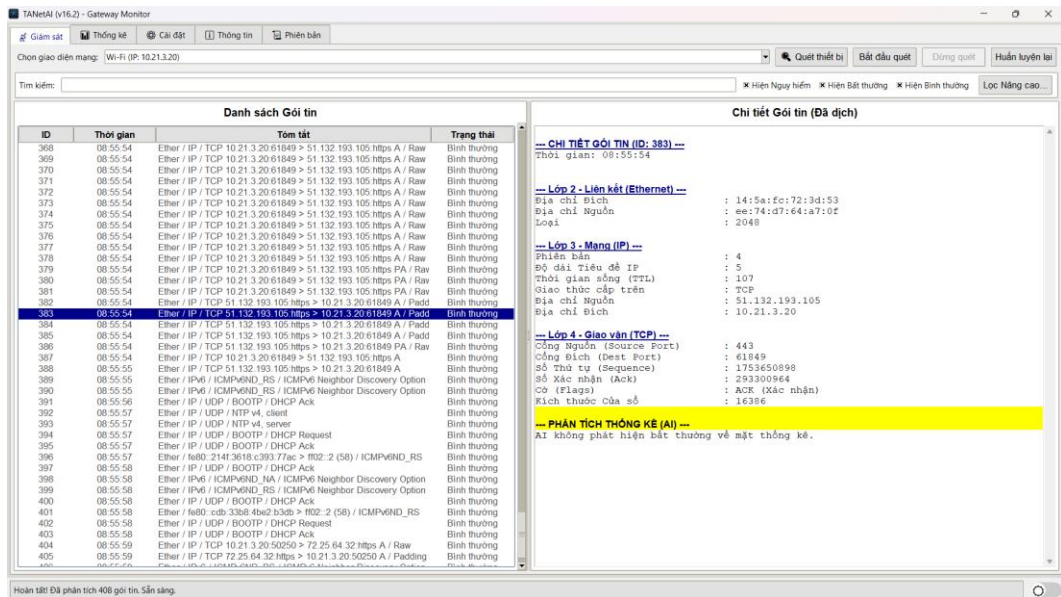 TANetAI (v16.2) - Gateway Monitor
Giám sát Thống kê Cài đặt Thông tin Phiên bản
Chọn giao diện mạng: Wi-Fi (IP: 10.21.3.20) Quét thiết bị Bắt đầu quét Dừng quét Huấn luyện lại
Tìm kiếm: Hiện Nguy hiểm Hiện Bất thường Hiện Bình thường Lọc Nâng cao...
Danh sách Gói tin
ID Thời gian Tóm tắt Trạng thái
368 08:55:54 Ether / IP / TCP 10.21.3.20:61849 > 51.132.193.105:https A / Raw Bình thường
369 08:55:54 Ether / IP / TCP 10.21.3.20:61849 > 51.132.193.105:https A / Raw Bình thường
370 08:55:54 Ether / IP / TCP 10.21.3.20:61849 > 51.132.193.105:https A / Raw Bình thường
371 08:55:54 Ether / IP / TCP 10.21.3.20:61849 > 51.132.193.105:https A / Raw Bình thường
372 08:55:54 Ether / IP / TCP 10.21.3.20:61849 > 51.132.193.105:https A / Raw Bình thường
373 08:55:54 Ether / IP / TCP 10.21.3.20:61849 > 51.132.193.105:https A / Raw Bình thường
374 08:55:54 Ether / IP / TCP 10.21.3.20:61849 > 51.132.193.105:https A / Raw Bình thường
375 08:55:54 Ether / IP / TCP 10.21.3.20:61849 > 51.132.193.105:https A / Raw Bình thường
376 08:55:54 Ether / IP / TCP 10.21.3.20:61849 > 51.132.193.105:https A / Raw Bình thường
377 08:55:54 Ether / IP / TCP 10.21.3.20:61849 > 51.132.193.105:https A / Raw Bình thường
378 08:55:54 Ether / IP / TCP 10.21.3.20:61849 > 51.132.193.105:https A / Raw Bình thường
379 08:55:54 Ether / IP / TCP 10.21.3.20:61849 > 51.132.193.105:https PA / Rav Bình thường
380 08:55:54 Ether / IP / TCP 10.21.3.20:61849 > 51.132.193.105:https PA / Rav Bình thường
381 08:55:54 Ether / IP / TCP 10.21.3.20:61849 > 51.132.193.105:https PA / Rav Bình thường
382 08:55:54 Ether / IP / TCP 51.132.193.105:https > 10.21.3.20:61849 A / Padd Bình thường
383 08:55:54 Ether / IP / TCP 51.132.193.105:https > 10.21.3.20:61849 A / Padd Bình thường
384 08:55:54 Ether / IP / TCP 51.132.193.105:https > 10.21.3.20:61849 A / Padd Bình thường
385 08:55:54 Ether / IP / TCP 51.132.193.105:https > 10.21.3.20:61849 A / Padd Bình thường
386 08:55:54 Ether / IP / TCP 51.132.193.105:https > 10.21.3.20:61849 PA / Rav Bình thường
387 08:55:54 Ether / IP / TCP 10.21.3.20:61849 > 51.132.193.105:https A Bình thường
388 08:55:55 Ether / IP / TCP 51.132.193.105:https > 10.21.3.20:61849 A Bình thường
389 08:55:55 Ether / IPv6 / ICMPv6ND_RS / ICMPv6 Neighbor Discovery Option Bình thường
390 08:55:55 Ether / IPv6 / ICMPv6ND_RS / ICMPv6 Neighbor Discovery Option Bình thường
391 08:55:56 Ether / IP / UDP / BOOTP / DHCP Ack Bình thường
392 08:55:57 Ether / IP / UDP / NTP v4, client Bình thường
393 08:55:57 Ether / IP / UDP / NTP v4, server Bình thường
394 08:55:57 Ether / IP / UDP / BOOTP / DHCP Request Bình thường
395 08:55:57 Ether / IP / UDP / BOOTP / DHCP Ack Bình thường
396 08:55:57 Ether / fe80::214f:3618:c393:77ac > ff02::2 (58) / ICMPv6ND_RS Bình thường
397 08:55:58 Ether / IP / UDP / BOOTP / DHCP Ack Bình thường
398 08:55:58 Ether / IPv6 / ICMPv6ND_NA / ICMPv6 Neighbor Discovery Option Bình thường
399 08:55:58 Ether / IPv6 / ICMPv6ND_RS / ICMPv6 Neighbor Discovery Option Bình thường
400 08:55:58 Ether / IP / UDP / BOOTP / DHCP Ack Bình thường
401 08:55:58 Ether / fe80::cdb:33b8:4be2:b3db > ff02::2 (58) / ICMPv6ND_RS Bình thường
402 08:55:58 Ether / IP / UDP / BOOTP / DHCP Request Bình thường
403 08:55:58 Ether / IP / UDP / BOOTP / DHCP Ack Bình thường
404 08:55:59 Ether / IP / TCP 10.21.3.20:50250 > 72.25.64.32:https A / Raw Bình thường
405 08:55:59 Ether / IP / TCP 72.25.64.32:https > 10.21.3.20:50250 A / Padding Bình thường
Chi tiết Gói tin (Đã dịch)
--- CHI TIẾT GÓI TIN (ID: 383) ---
Thời gian: 08:55:54
--- Lớp 2 - Liên kết (Ethernet) ---
Địa chỉ Đích : 14:5a:fc:72:3d:53
Địa chỉ Nguồn : ee:74:d7:64:a7:0f
Loại : 2048
--- Lớp 3 - Mạng (IP) ---
Phiên bản : 4
Độ dài Tiêu đề IP : 5
Thời gian sống (TTL) : 107
Giao thức cấp trên : TCP
Địa chỉ Nguồn : 51.132.193.105
Địa chỉ Đích : 10.21.3.20
--- Lớp 4 - Giao vận (TCP) ---
Cổng Nguồn (Source Port) : 443
Cổng Đích (Dest Port) : 61849
Số Thứ tự (Sequence) : 1753650898
Số Xác nhận (Ack) : 293300964
Cờ (Flags) : ACK (Xác nhận)
Kích thước Cửa sổ : 16386
--- PHÂN TÍCH THỐNG KÊ (AI) ---
AI không phát hiện bất thường về mặt thống kê.
Hoàn tất! Đã phân tích 408 gói tin. Sẵn sàng.